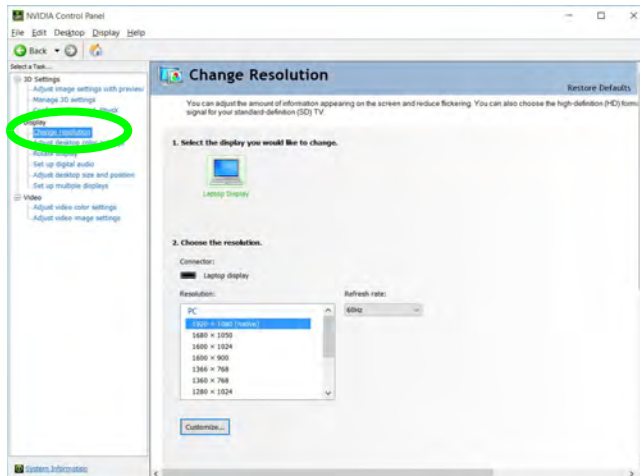 NVIDIA Control Panel
File Edit Desktop Display Help
Back
Select a Task...
3D Settings
Adjust image settings with preview
Manage 3D settings
Display
Change resolution
Adjust desktop color
Set up digital audio
Adjust desktop size and position
Set up multiple displays
Video
Adjust video color settings
Adjust video image settings
System Information
Change Resolution
Restore Defaults
You can adjust the amount of information appearing on the screen and reduce flickering. You can also choose the high-definition (HD) form
signal for your standard-definition (SD) TV.
1. Select the display you would like to change.
Laptop Display
2. Choose the resolution.
Connector:
Laptop display
Resolution:
Refresh rate:
PC
60Hz
1920 × 1080 (native)
1680 × 1050
1600 × 1024
1600 × 900
1366 × 768
1360 × 768
1280 × 1024
Customize...